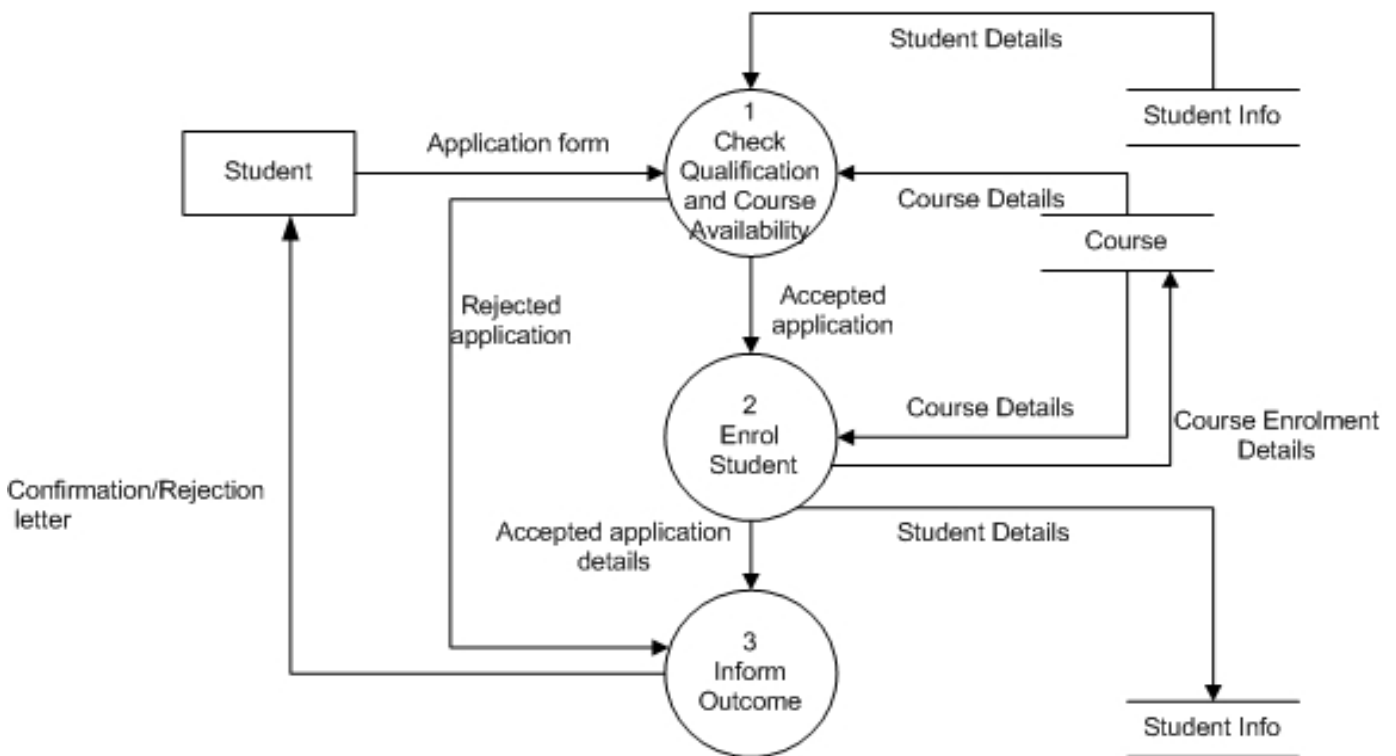 Student Details
1
Check
Qualification
and Course
Availability
Student Info
Student
Application form
Course Details
Course
Rejected
application
Accepted
application
2
Enrol
Student
Course Details
Course Enrolment
Details
Confirmation/Rejection
letter
Accepted application
details
Student Details
3
Inform
Outcome
Student Info